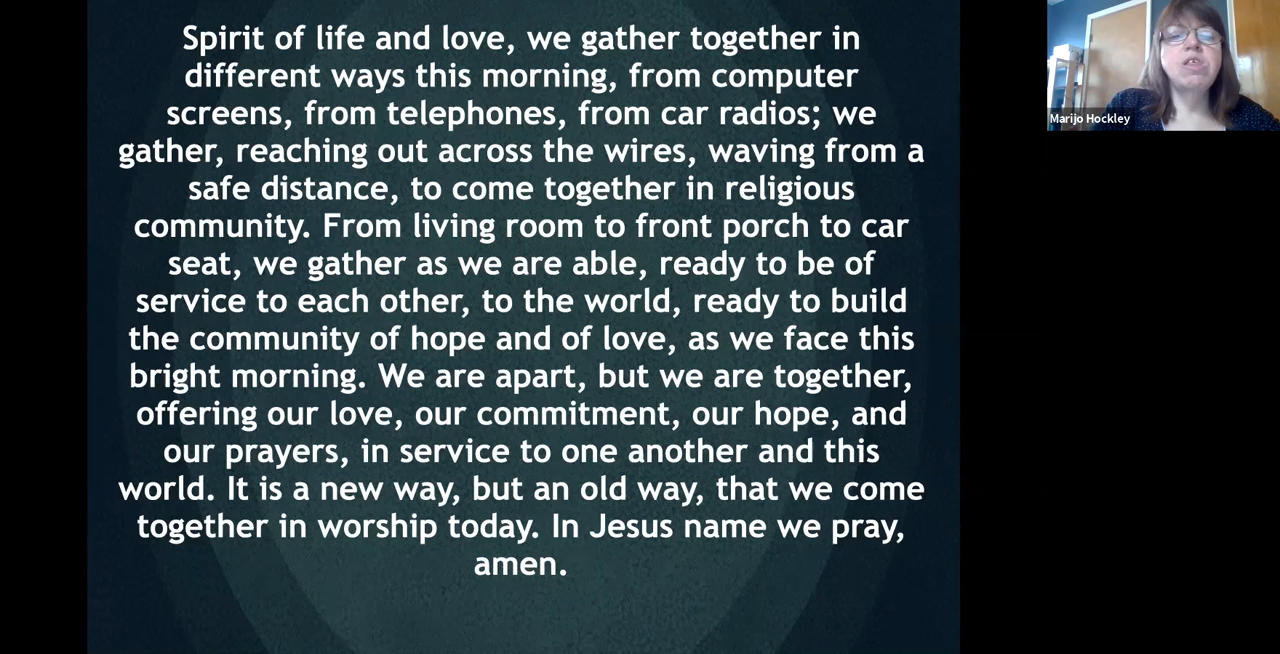 Spirit of life and love, we gather together in
different ways this morning, from computer
screens, from telephones, from car radios; we
gather, reaching out across the wires, waving from a
safe distance, to come together in religious
community. From living room to front porch to car
seat, we gather as we are able, ready to be of
service to each other, to the world, ready to build
the community of hope and of love, as we face this
bright morning. We are apart, but we are together,
offering our love, our commitment, our hope, and
our prayers, in service to one another and this
world. It is a new way, but an old way, that we come
together in worship today. In Jesus name we pray,
amen.
Marijo Hockley